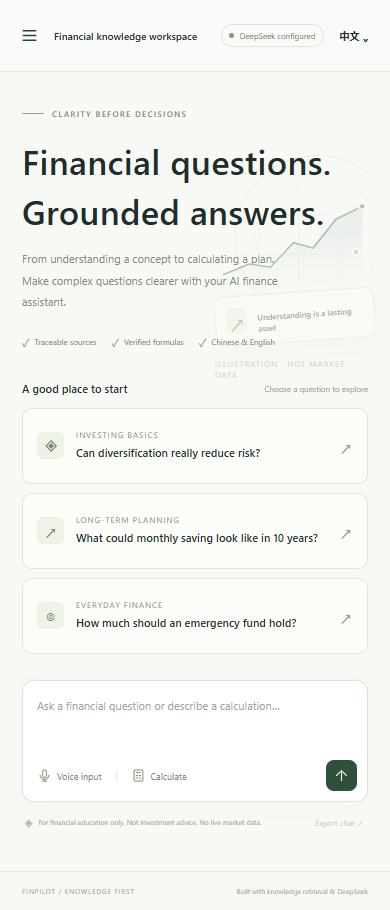 Financial knowledge workspace
DeepSeek configured
中文
CLARITY BEFORE DECISIONS
Financial questions.
Grounded answers.
From understanding a concept to calculating a plan.
Make complex questions clearer with your AI finance
assistant.
Understanding is a lasting
asset
✓ Traceable sources ✓ Verified formulas ✓ Chinese & English
ILLUSTRATION · NOT MARKET
DATA
A good place to start
Choose a question to explore
INVESTING BASICS
Can diversification really reduce risk? ↗
LONG-TERM PLANNING
What could monthly saving look like in 10 years? ↗
EVERYDAY FINANCE
How much should an emergency fund hold? ↗
Ask a financial question or describe a calculation...
Voice input
Calculate
For financial education only. Not investment advice. No live market data.
Export chat ↗
FINPILOT / KNOWLEDGE FIRST
Built with knowledge retrieval & DeepSeek